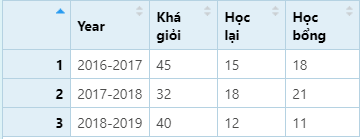 Year Khá giỏi Học lại Học bổng
1 2016-2017 45 15 18
2 2017-2018 32 18 21
3 2018-2019 40 12 11